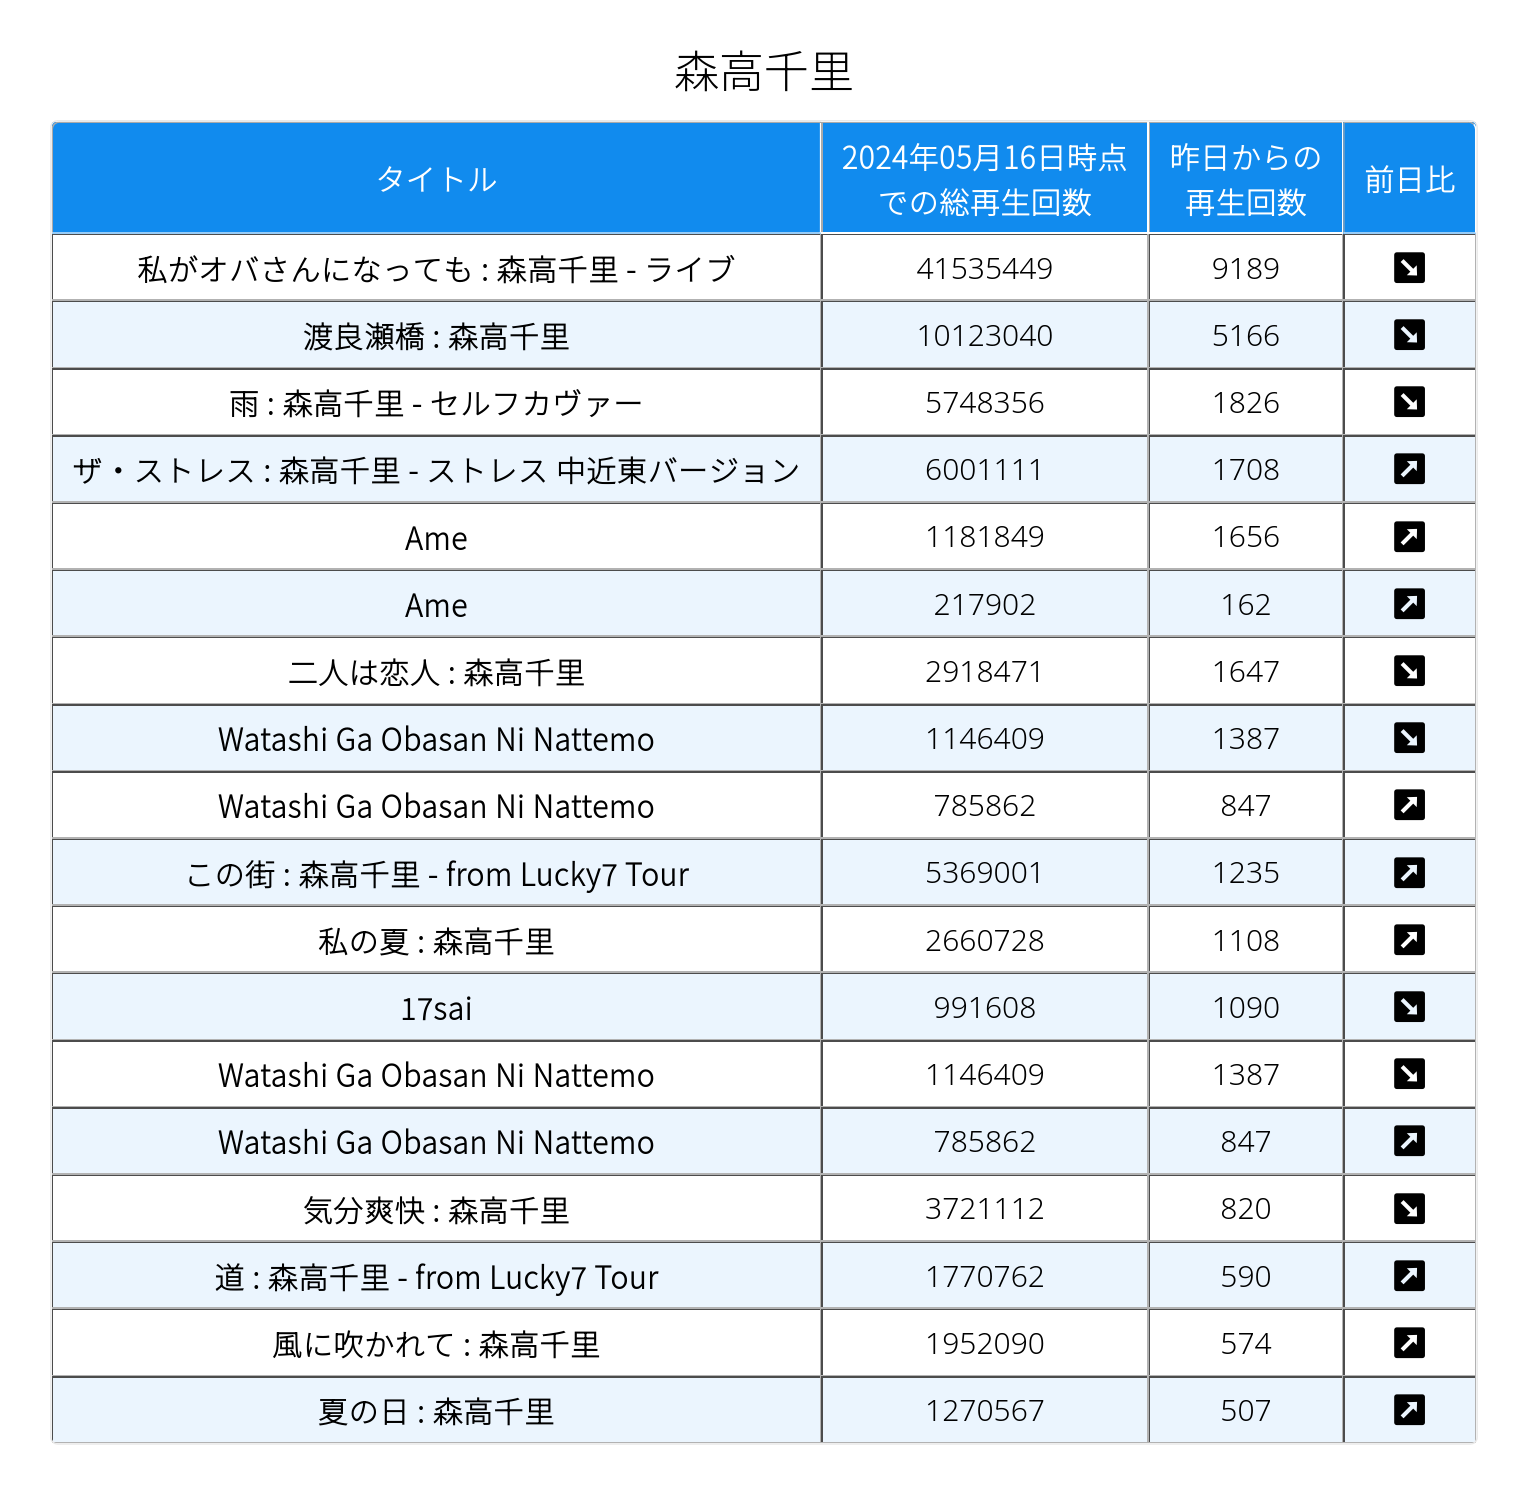 森高千里
タイトル 2024年05月16日時点での総再生回数 昨日からの再生回数 前日比
私がオバさんになっても : 森高千里 - ライブ 41535449 9189 ↘
渡良瀬橋 : 森高千里 10123040 5166 ↘
雨 : 森高千里 - セルフカヴァー 5748356 1826 ↘
ザ・ストレス : 森高千里 - ストレス 中近東バージョン 6001111 1708 ↗
Ame 1181849 1656 ↗
Ame 217902 162 ↗
二人は恋人 : 森高千里 2918471 1647 ↘
Watashi Ga Obasan Ni Nattemo 1146409 1387 ↘
Watashi Ga Obasan Ni Nattemo 785862 847 ↗
この街 : 森高千里 - from Lucky7 Tour 5369001 1235 ↗
私の夏 : 森高千里 2660728 1108 ↗
17sai 991608 1090 ↘
Watashi Ga Obasan Ni Nattemo 1146409 1387 ↘
Watashi Ga Obasan Ni Nattemo 785862 847 ↗
気分爽快 : 森高千里 3721112 820 ↘
道 : 森高千里 - from Lucky7 Tour 1770762 590 ↗
風に吹かれて : 森高千里 1952090 574 ↗
夏の日 : 森高千里 1270567 507 ↗